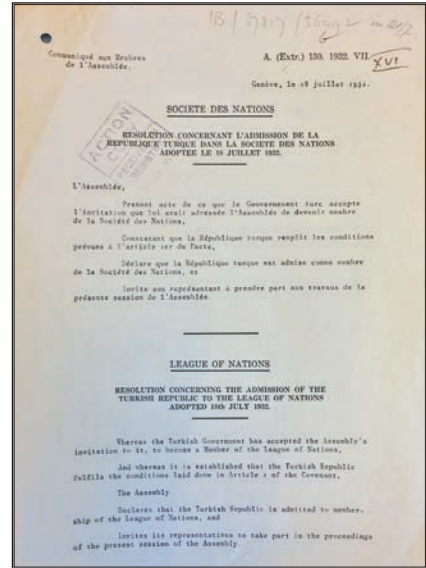 1B/
Communiqué aux Membres
de l'Assemblée.
A. (Extr.) 130. 1932. VII.
XVI
Genève, le 18 juillet 1932.
SOCIETE DES NATIONS
ACTION
RESOLUTION CONCERNANT L'ADMISSION DE LA
REPUBLIQUE TURQUE DANS LA SOCIETE DES NATIONS
ADOPTEE LE 18 JUILLET 1932.
L'Assemblée,
Prenant acte de ce que le Gouvernement turc accepte
l'invitation que lui avait adressée l'Assemblée de devenir membre
de la Société des Nations,
Constatant que la République turque remplit les conditions
prévues à l'article 1er du Pacte,
Déclare que la République turque est admise comme membre
de la Société des Nations, et
Invite son représentant à prendre part aux travaux de la
présente session de l'Assemblée.
LEAGUE OF NATIONS
RESOLUTION CONCERNING THE ADMISSION OF THE
TURKISH REPUBLIC TO THE LEAGUE OF NATIONS
ADOPTED 18th JULY 1932.
Whereas the Turkish Government has accepted the Assembly's
invitation to it, to become a Member of the League of Nations,
And whereas it is established that the Turkish Republic
fulfils the conditions laid down in Article 1 of the Covenant,
The Assembly
Declares that the Turkish Republic is admitted to member-
ship of the League of Nations, and
Invites its representatives to take part in the proceedings
of the present session of the Assembly.